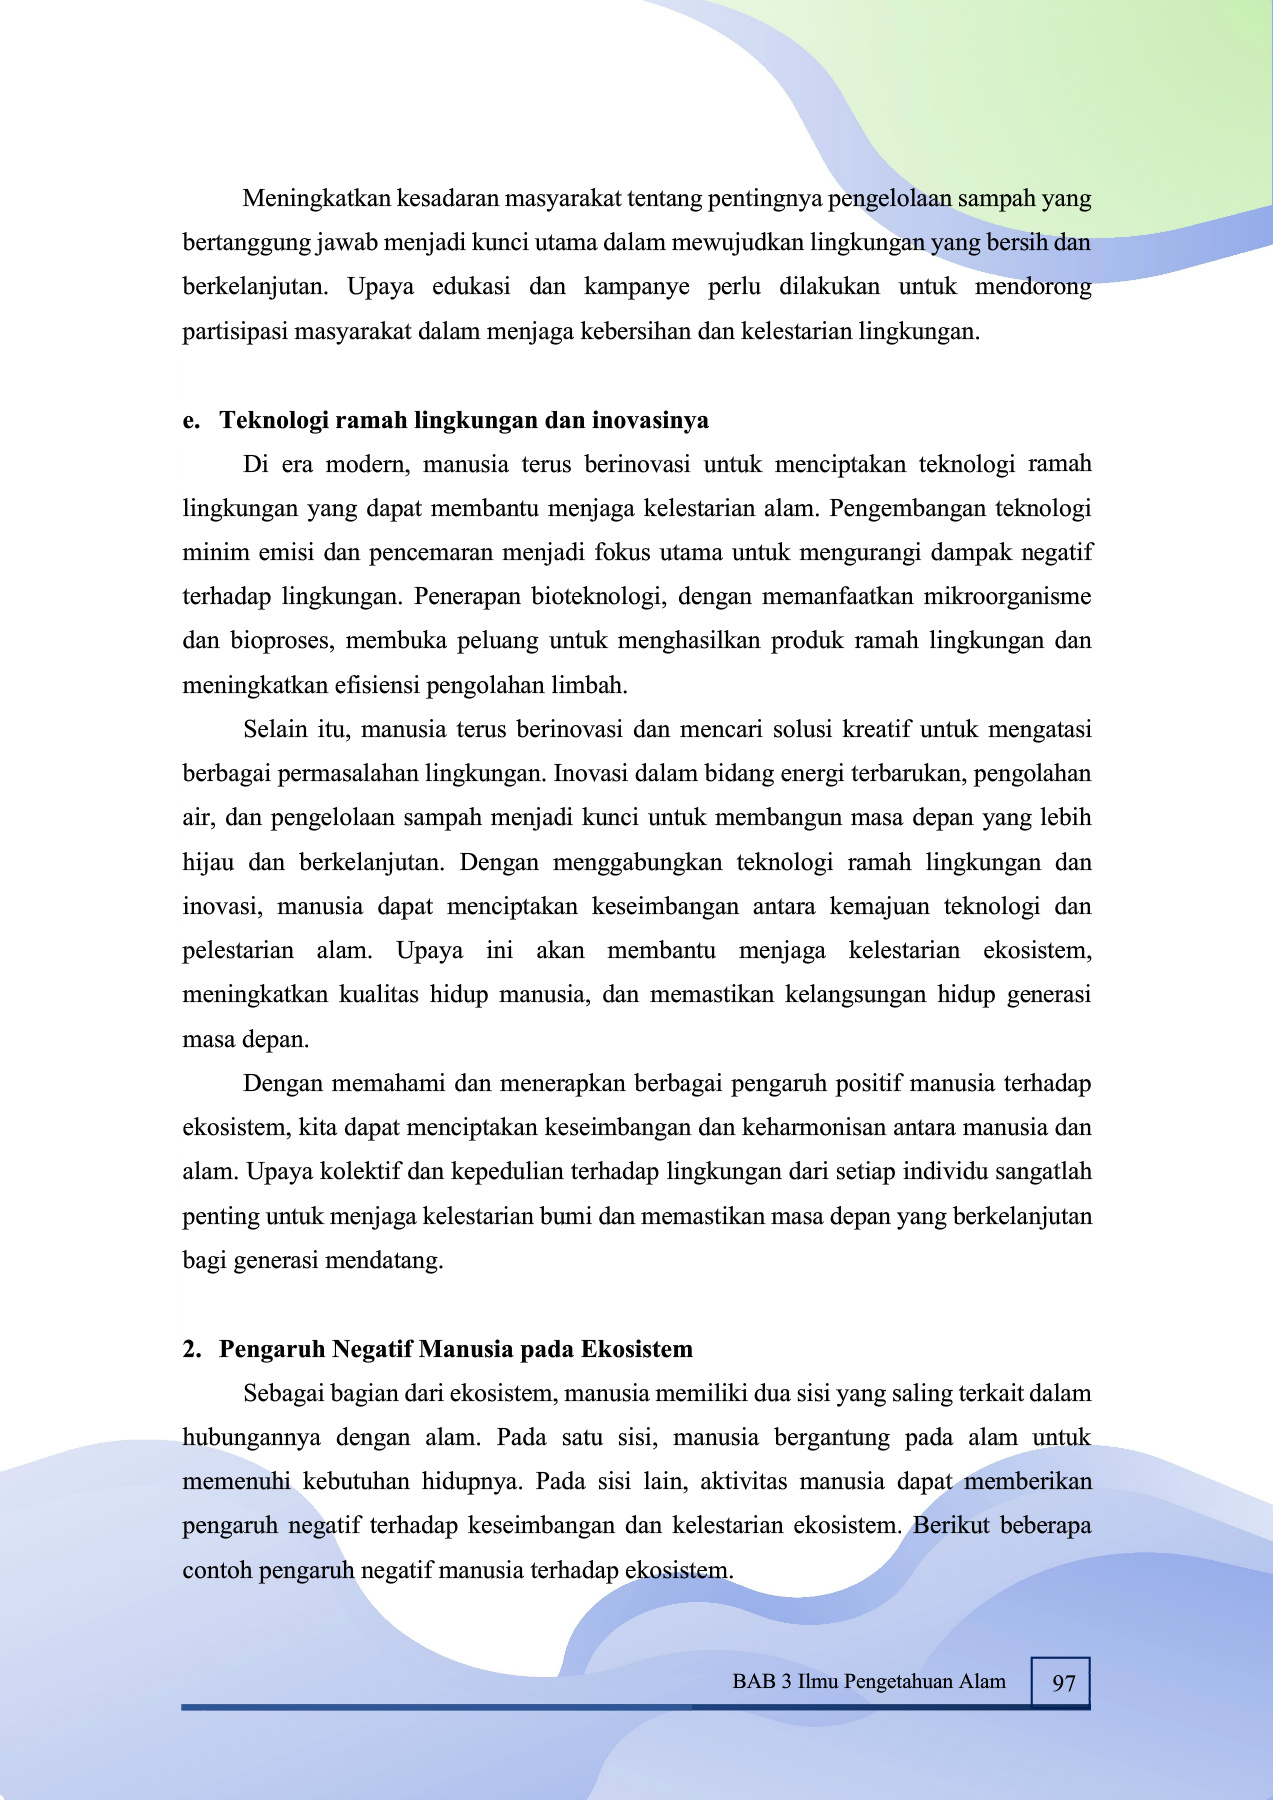 Meningkatkan kesadaran masyarakat tentang pentingnya pengelolaan sampah yang
bertanggung jawab menjadi kunci utama dalam mewujudkan lingkungan yang bersih dan
berkelanjutan. Upaya edukasi dan kampanye perlu dilakukan untuk mendorong
partisipasi masyarakat dalam menjaga kebersihan dan kelestarian lingkungan.
e. Teknologi ramah lingkungan dan inovasinya
Di era modern, manusia terus berinovasi untuk menciptakan teknologi ramah
lingkungan yang dapat membantu menjaga kelestarian alam. Pengembangan teknologi
minim emisi dan pencemaran menjadi fokus utama untuk mengurangi dampak negatif
terhadap lingkungan. Penerapan bioteknologi, dengan memanfaatkan mikroorganisme
dan bioproses, membuka peluang untuk menghasilkan produk ramah lingkungan dan
meningkatkan efisiensi pengolahan limbah.
Selain itu, manusia terus berinovasi dan mencari solusi kreatif untuk mengatasi
berbagai permasalahan lingkungan. Inovasi dalam bidang energi terbarukan, pengolahan
air, dan pengelolaan sampah menjadi kunci untuk membangun masa depan yang lebih
hijau dan berkelanjutan. Dengan menggabungkan teknologi ramah lingkungan dan
inovasi, manusia dapat menciptakan keseimbangan antara kemajuan teknologi dan
pelestarian alam. Upaya ini akan membantu menjaga kelestarian ekosistem,
meningkatkan kualitas hidup manusia, dan memastikan kelangsungan hidup generasi
masa depan.
Dengan memahami dan menerapkan berbagai pengaruh positif manusia terhadap
ekosistem, kita dapat menciptakan keseimbangan dan keharmonisan antara manusia dan
alam. Upaya kolektif dan kepedulian terhadap lingkungan dari setiap individu sangatlah
penting untuk menjaga kelestarian bumi dan memastikan masa depan yang berkelanjutan
bagi generasi mendatang.
2. Pengaruh Negatif Manusia pada Ekosistem
Sebagai bagian dari ekosistem, manusia memiliki dua sisi yang saling terkait dalam
hubungannya dengan alam. Pada satu sisi, manusia bergantung pada alam untuk
memenuhi kebutuhan hidupnya. Pada sisi lain, aktivitas manusia dapat memberikan
pengaruh negatif terhadap keseimbangan dan kelestarian ekosistem. Berikut beberapa
contoh pengaruh negatif manusia terhadap ekosistem.
BAB 3 Ilmu Pengetahuan Alam 97